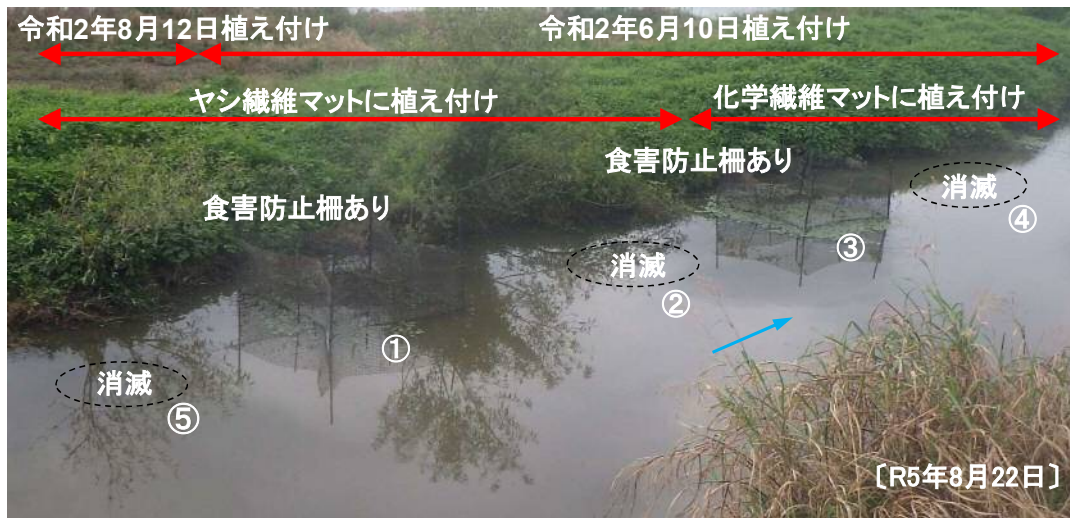 令和2年8月12日植え付け
令和2年6月10日植え付け
ヤシ繊維マットに植え付け
化学繊維マットに植え付け
食害防止柵あり
食害防止柵あり
消滅
④
③
消滅
②
①
消滅
⑤
〔R5年8月22日〕